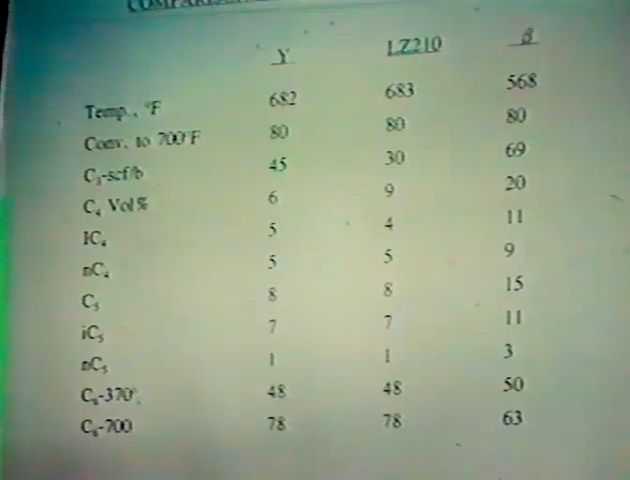 Y LZ210 β
Temp., °F 682 683 568
Conv. to 700°F 80 80 80
C₃-scf/b 45 30 69
C₄ Vol% 6 9 20
IC₄ 5 4 11
nC₄ 5 5 9
C₅ 8 8 15
iC₅ 7 7 11
nC₅ 1 1 3
C₆-370° 48 48 50
C₆-700 78 78 63